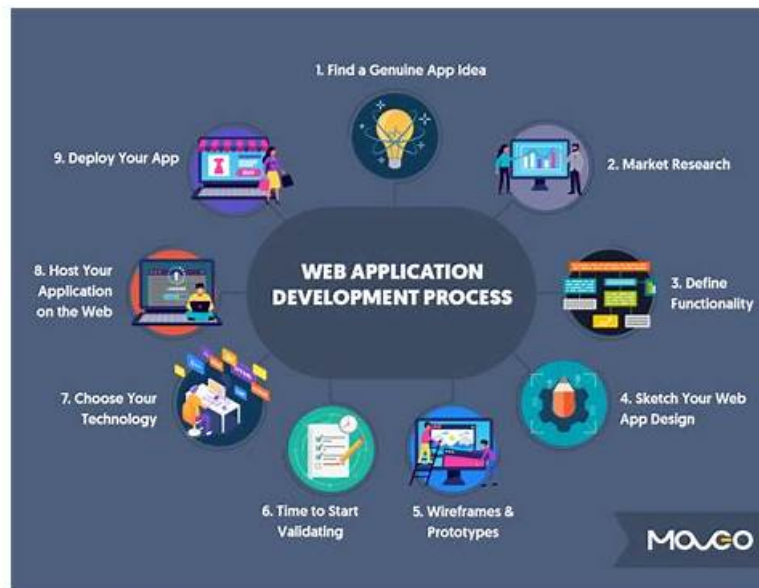 WEB APPLICATION
DEVELOPMENT PROCESS
1. Find a Genuine App Idea
2. Market Research
3. Define
Functionality
4. Sketch Your Web
App Design
5. Wireframes &
Prototypes
6. Time to Start
Validating
7. Choose Your
Technology
8. Host Your
Application
on the Web
9. Deploy Your App